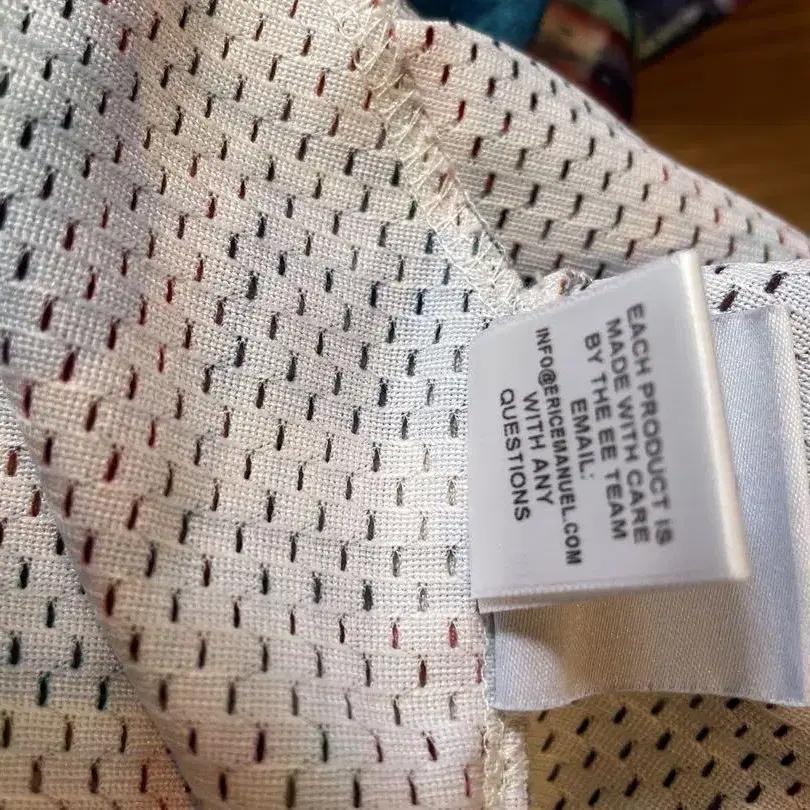 EACH PRODUCT IS
MADE WITH CARE
BY THE EE TEAM
EMAIL:
INFO@ERICEMANUEL.COM
WITH ANY
QUESTIONS